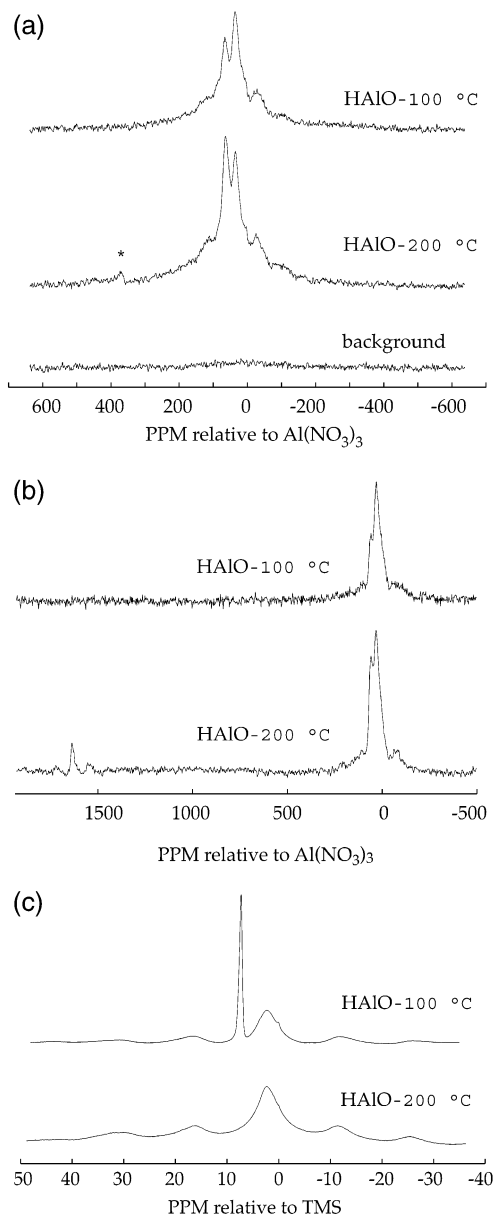 (a)
HAlO-100 °C
HAlO-200 °C
*
background
600 400 200 0 -200 -400 -600
PPM relative to Al(NO3)3
(b)
HAlO-100 °C
HAlO-200 °C
1500 1000 500 0 -500
PPM relative to Al(NO3)3
(c)
HAlO-100 °C
HAlO-200 °C
50 40 30 20 10 0 -10 -20 -30 -40
PPM relative to TMS